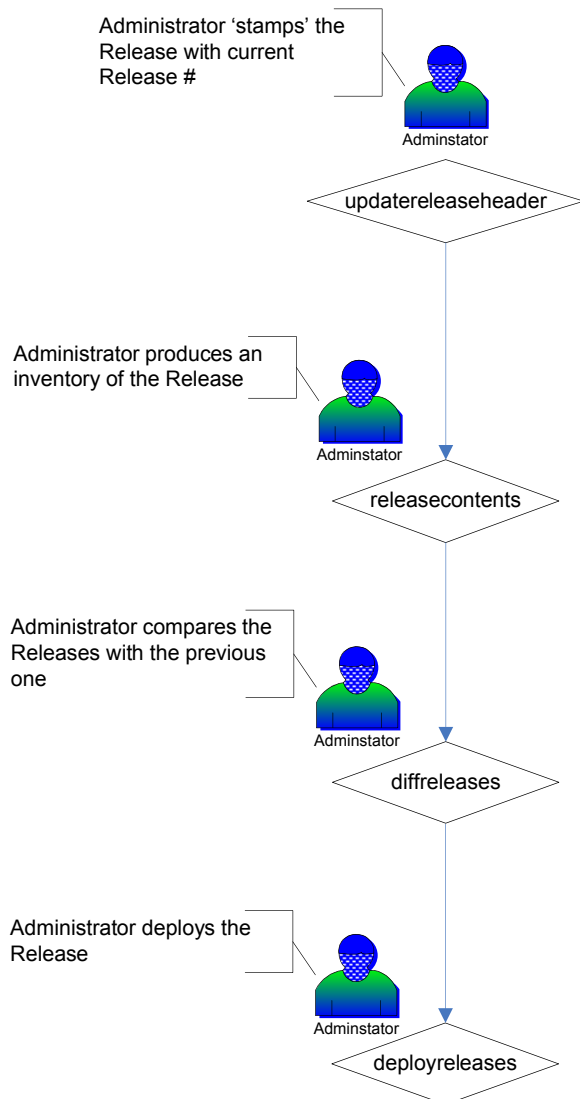 Administrator ‘stamps’ the
Release with current
Release #
Adminstator
updatereleaseheader
Administrator produces an
inventory of the Release
Adminstator
releasecontents
Administrator compares the
Releases with the previous
one
Adminstator
diffreleases
Administrator deploys the
Release
Adminstator
deployreleases